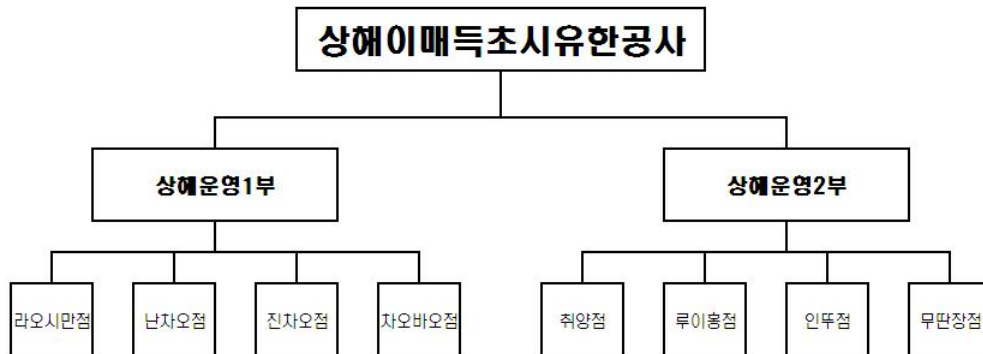 상해이매득초시유한공사
상해운영1부
상해운영2부
라오시만점
난차오점
진차오점
차오바오점
취양점
루이홍점
인뚜점
무딴장점